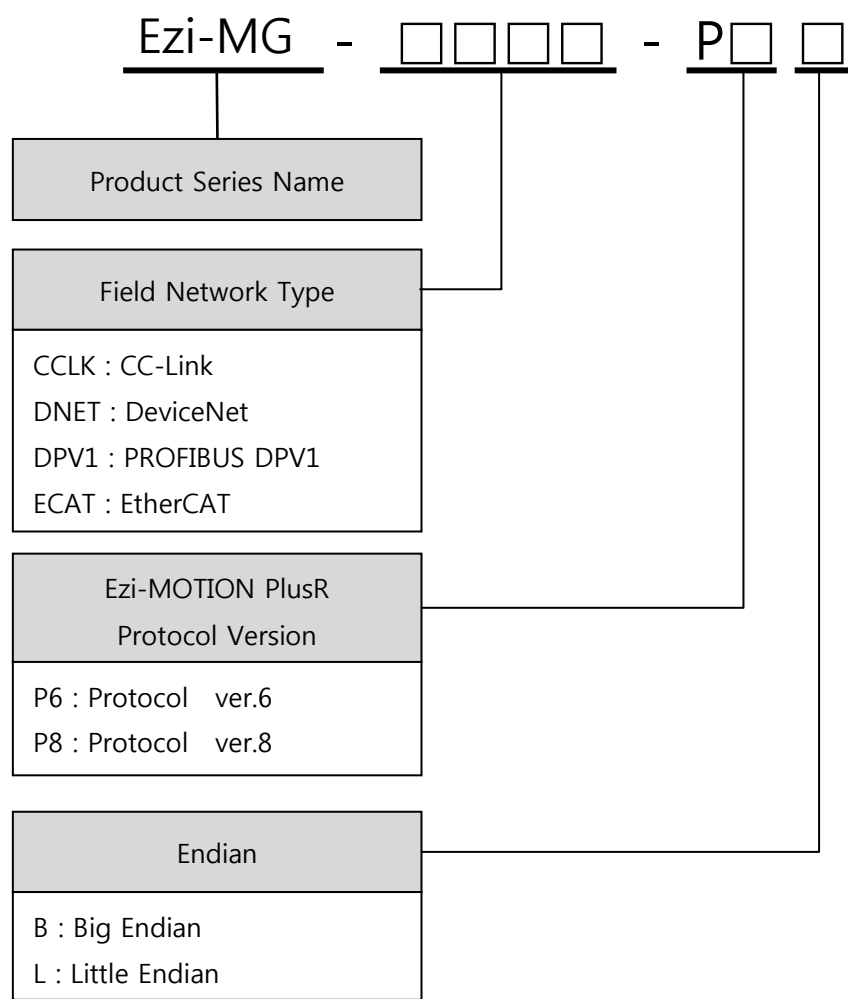 Ezi-MG - □□□□ - P□ □
Product Series Name
Field Network Type
CCLK : CC-Link
DNET : DeviceNet
DPV1 : PROFIBUS DPV1
ECAT : EtherCAT
Ezi-MOTION PlusR
Protocol Version
P6 : Protocol ver.6
P8 : Protocol ver.8
Endian
B : Big Endian
L : Little Endian